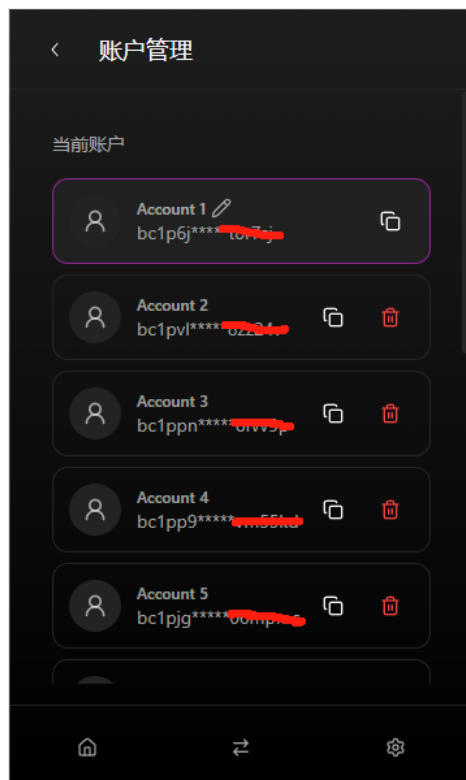 账户管理
当前账户
Account 1
bc1p6j****
Account 2
bc1pvl*****
Account 3
bc1ppn*****
Account 4
bc1pp9*****
Account 5
bc1pjg*****